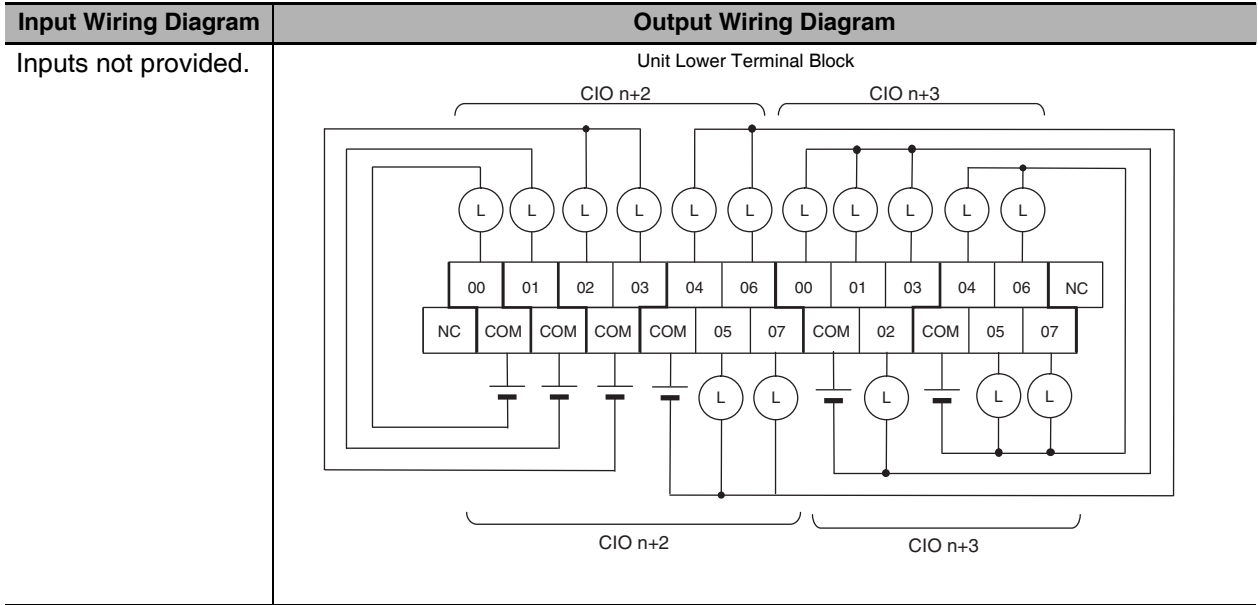 Input Wiring Diagram Output Wiring Diagram
Inputs not provided.
Unit Lower Terminal Block
CIO n+2 CIO n+3
L L L L L L L L L L L
00 01 02 03 04 06 00 01 03 04 06 NC
NC COM COM COM COM 05 07 COM 02 COM 05 07
L L L L L
CIO n+2 CIO n+3